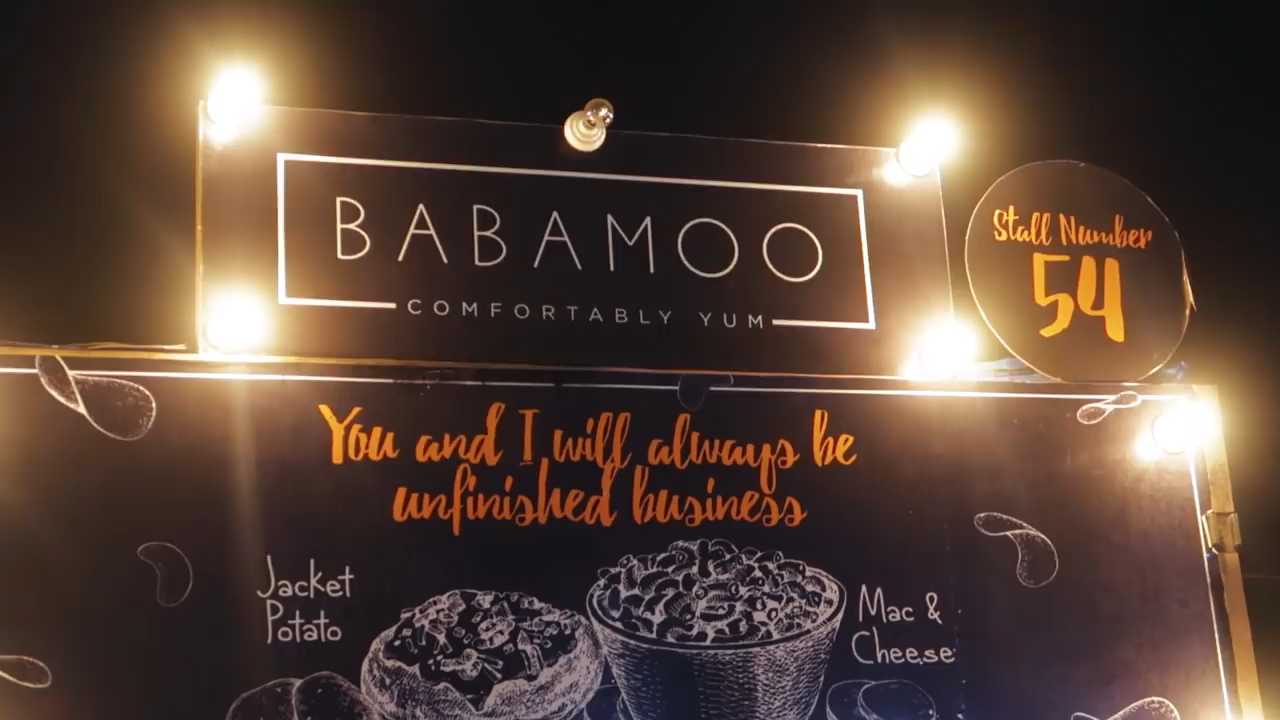 BABAMOO
COMFORTABLY YUM
Stall Number
54
You and I will always be
unfinished business
Jacket
Potato
Mac &
Cheese